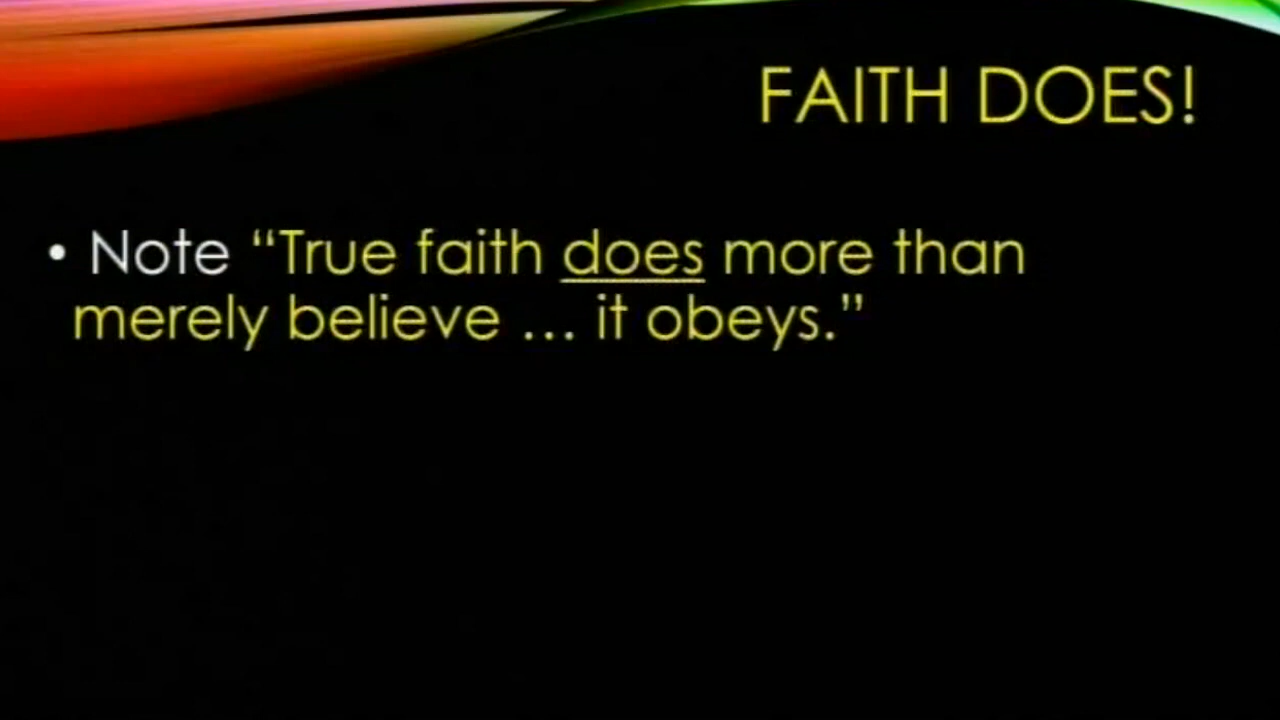 FAITH DOES!
• Note “True faith does more than
merely believe … it obeys.”